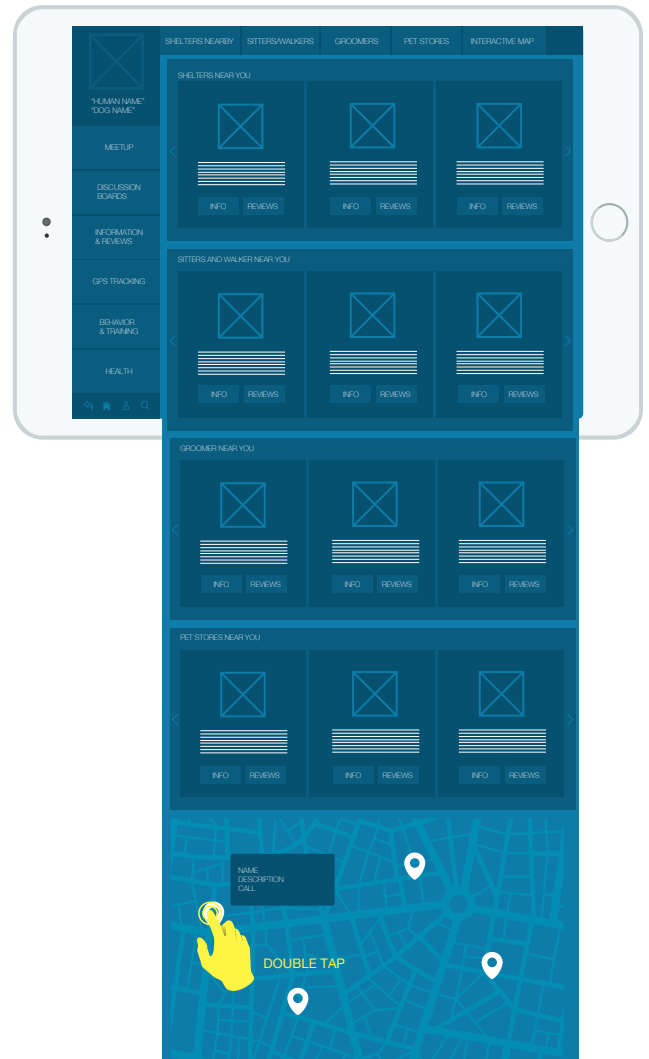 SHELTERS NEARBY
SITTERS/WALKERS
GROOMERS
PET STORES
INTERACTIVE MAP
"HUMAN NAME"
"DOG NAME"
MEETUP
DISCUSSION
BOARDS
INFORMATION
& REVIEWS
GPS TRACKING
BEHAVIOR
& TRAINING
HEALTH
SHELTERS NEAR YOU
INFO REVIEWS INFO REVIEWS INFO REVIEWS
SITTERS AND WALKER NEAR YOU
INFO REVIEWS INFO REVIEWS INFO REVIEWS
GROOMER NEAR YOU
INFO REVIEWS INFO REVIEWS INFO REVIEWS
PET STORES NEAR YOU
INFO REVIEWS INFO REVIEWS INFO REVIEWS
NAME
DESCRIPTION
CALL
DOUBLE TAP